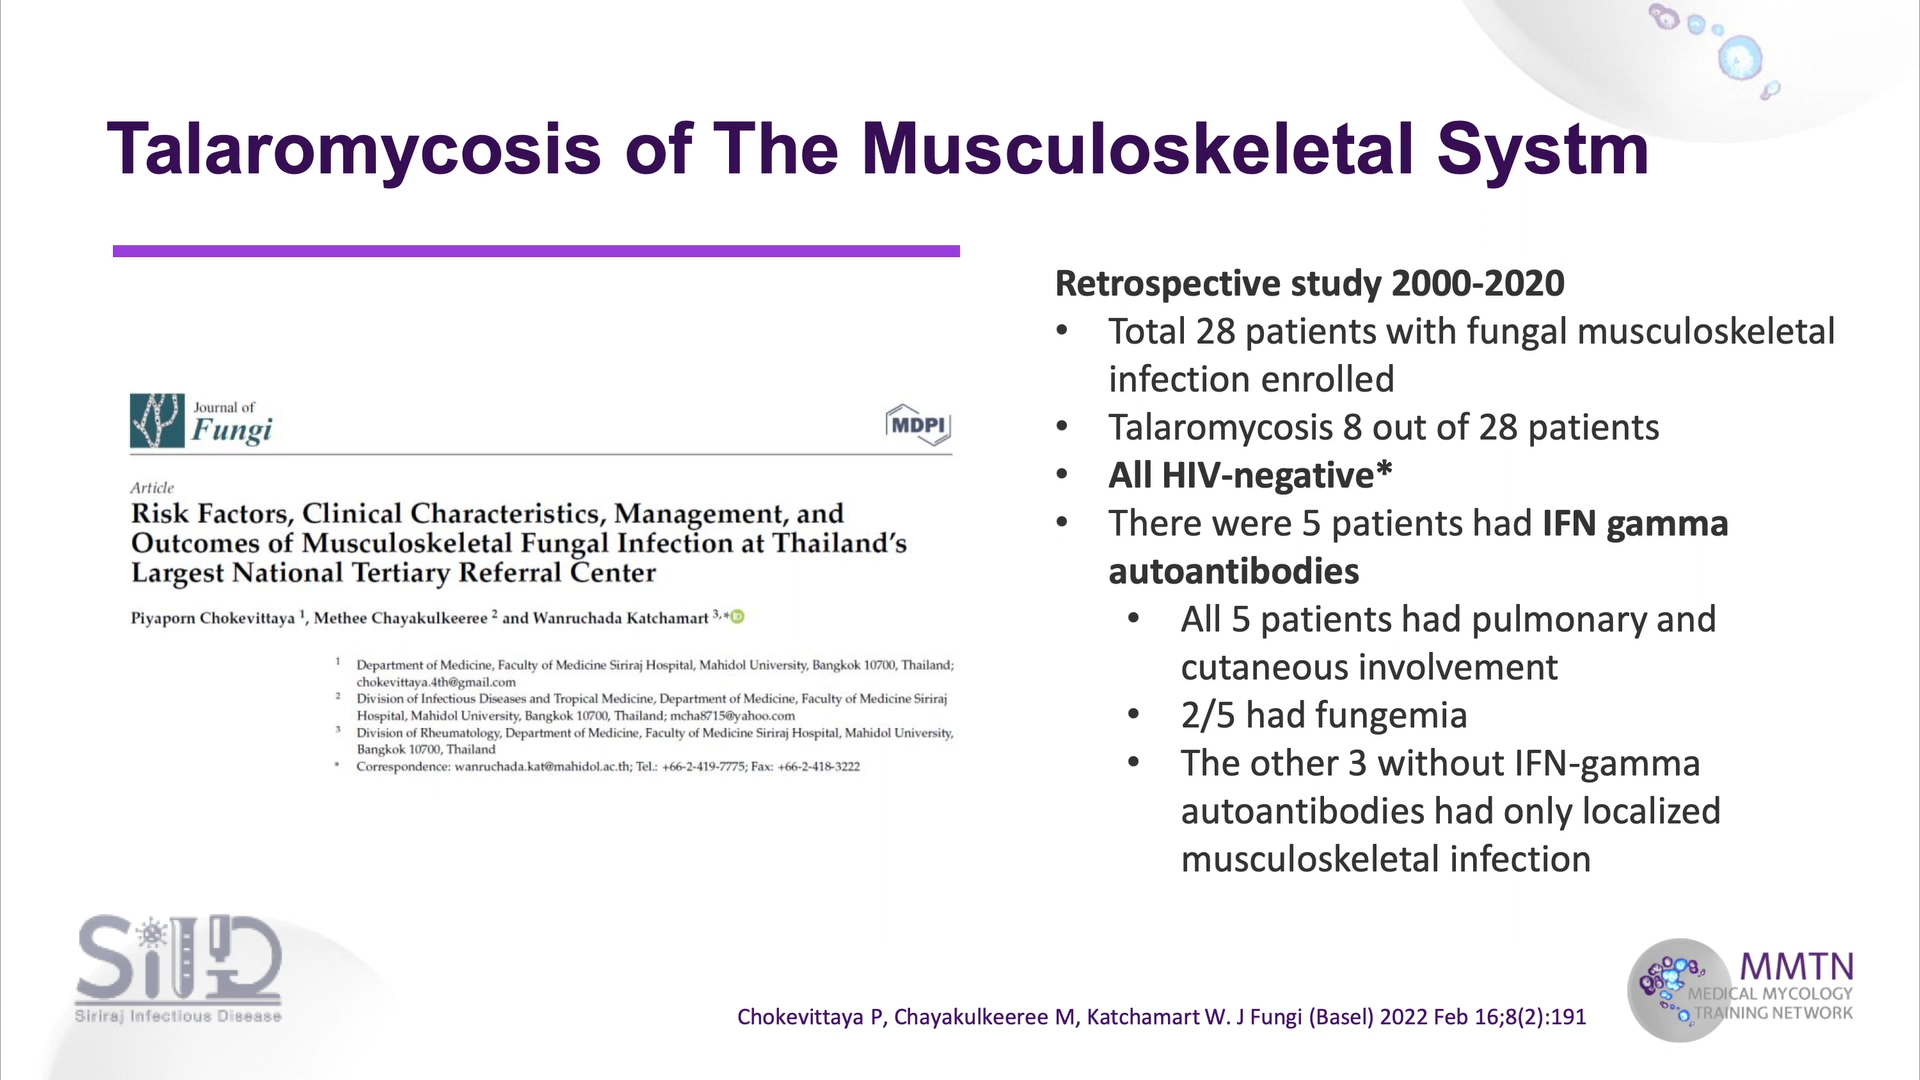 Talaromycosis of The Musculoskeletal Systm
Retrospective study 2000-2020
• Total 28 patients with fungal musculoskeletal
infection enrolled
• Talaromycosis 8 out of 28 patients
• All HIV-negative*
• There were 5 patients had IFN gamma
autoantibodies
• All 5 patients had pulmonary and
cutaneous involvement
• 2/5 had fungemia
• The other 3 without IFN-gamma
autoantibodies had only localized
musculoskeletal infection
Journal of
Fungi
MDPI
Article
Risk Factors, Clinical Characteristics, Management, and
Outcomes of Musculoskeletal Fungal Infection at Thailand's
Largest National Tertiary Referral Center
Piyaporn Chokevittaya 1, Methee Chayakulkeeree 2 and Wanruchada Katchamart 3,* iD
1 Department of Medicine, Faculty of Medicine Siriraj Hospital, Mahidol University, Bangkok 10700, Thailand;
chokevittaya.4th@gmail.com
2 Division of Infectious Diseases and Tropical Medicine, Department of Medicine, Faculty of Medicine Siriraj
Hospital, Mahidol University, Bangkok 10700, Thailand; mcha8715@yahoo.com
3 Division of Rheumatology, Department of Medicine, Faculty of Medicine Siriraj Hospital, Mahidol University,
Bangkok 10700, Thailand
* Correspondence: wanruchada.kat@mahidol.ac.th; Tel.: +66-2-419-7775; Fax: +66-2-418-3222
SiID
Siriraj Infectious Disease
Chokevittaya P, Chayakulkeeree M, Katchamart W. J Fungi (Basel) 2022 Feb 16;8(2):191
MMTN
MEDICAL MYCOLOGY
TRAINING NETWORK